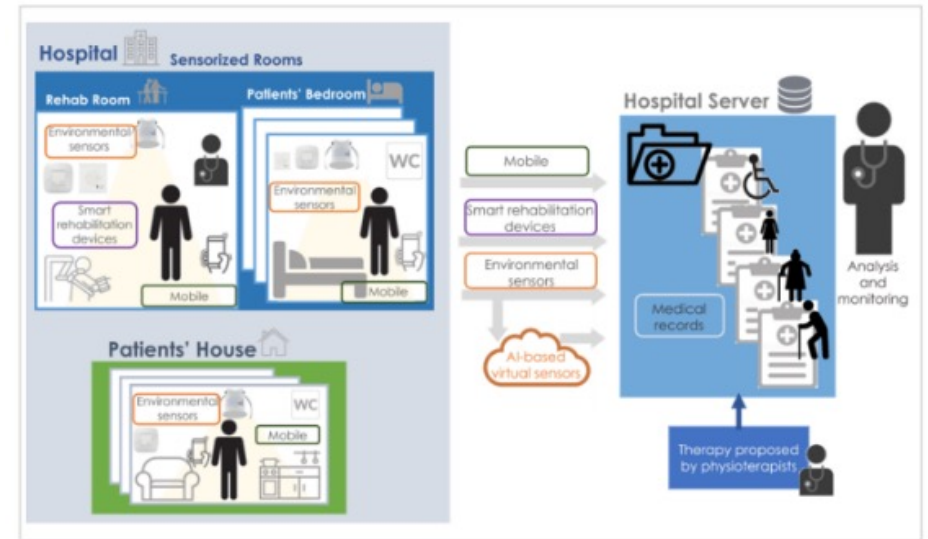 Hospital
Sensorized Rooms
Rehab Room
Patients' Bedroom
Environmental
sensors
Smart
rehabilitation
devices
Mobile
WC
Environmental
sensors
Mobile
Patients' House
Environmental
sensors
WC
Mobile
Mobile
Smart rehabilitation
devices
Environmental
sensors
AI-based
virtual sensors
Hospital Server
Medical
records
Analysis
and
monitoring
Therapy proposed
by physioterapists